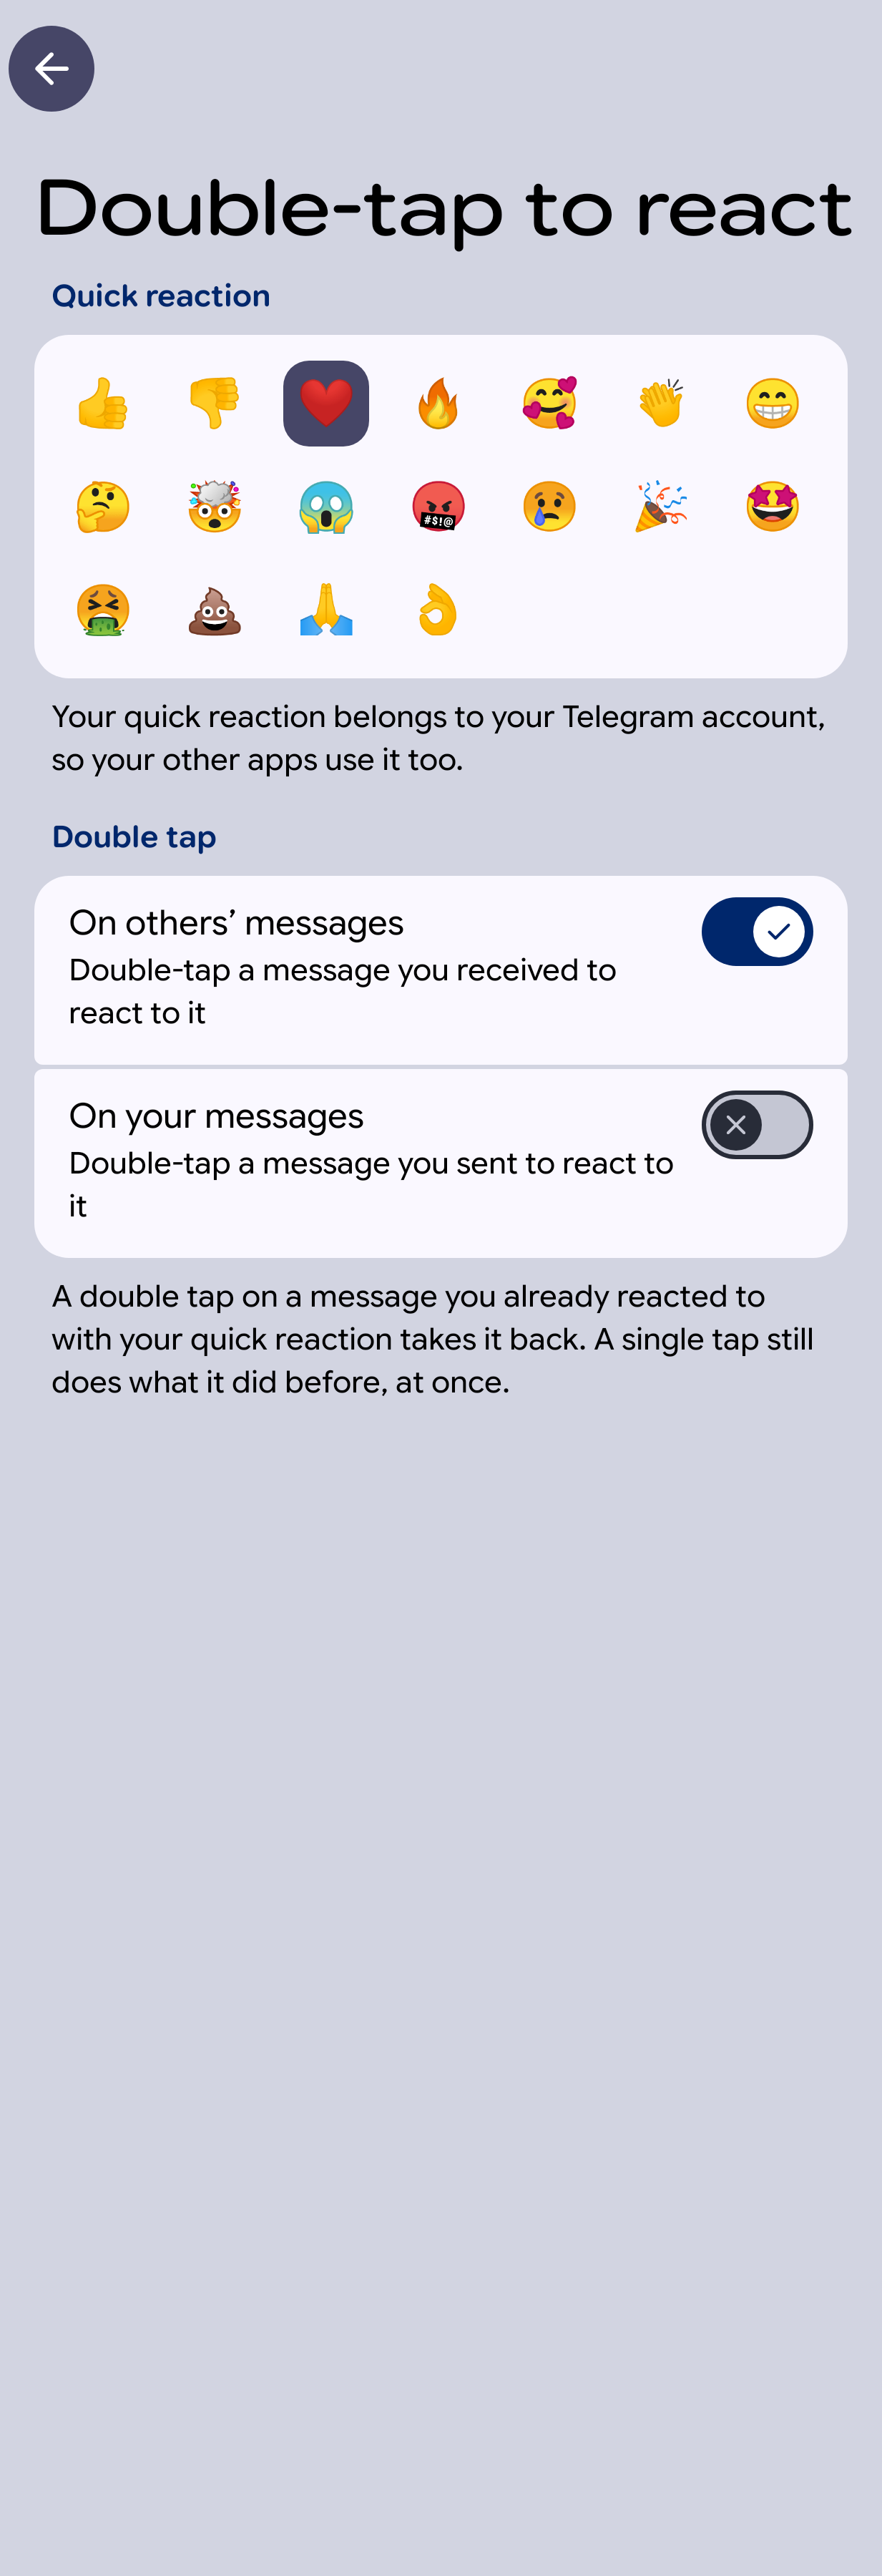 Double-tap to react
Quick reaction
Your quick reaction belongs to your Telegram account,
so your other apps use it too.
Double tap
On others’ messages
Double-tap a message you received to
react to it
On your messages
Double-tap a message you sent to react to
it
A double tap on a message you already reacted to
with your quick reaction takes it back. A single tap still
does what it did before, at once.